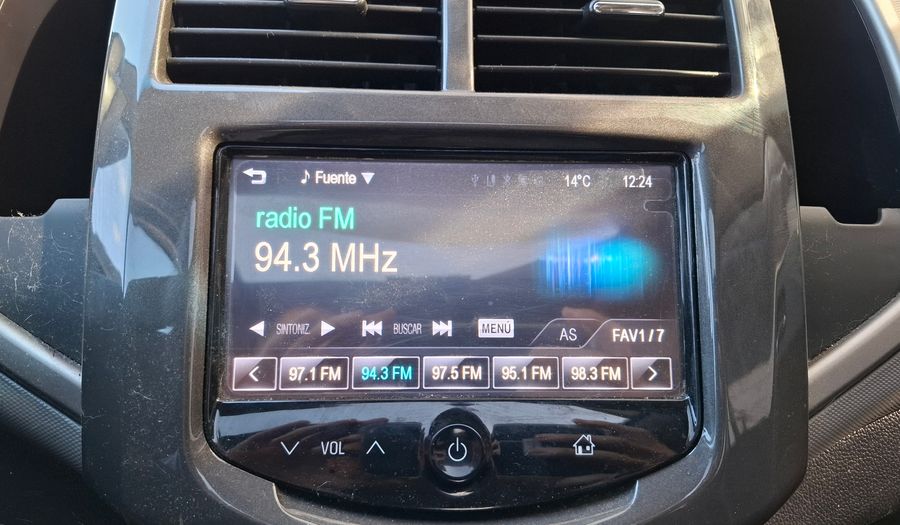 Fuente 14°C 12:24
radio FM
94.3 MHz
SINTONIZ BUSCAR MENÚ AS FAV1/7
97.1 FM 94.3 FM 97.5 FM 95.1 FM 98.3 FM
VOL